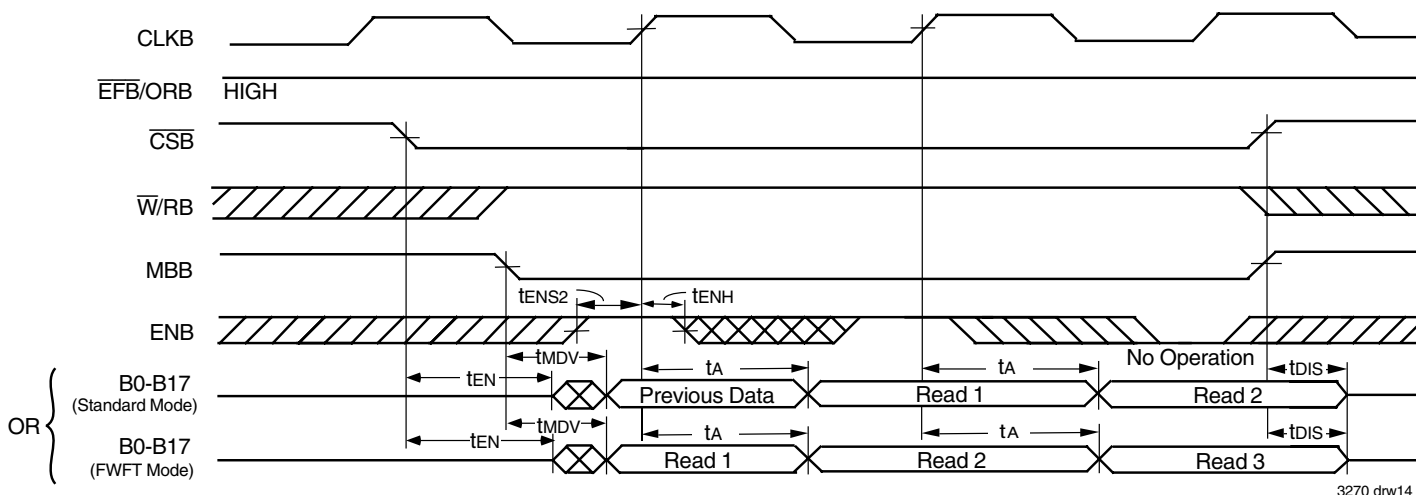 CLKB
EFB/ORB HIGH
CSB
W/RB
MBB
tENS2 tENH
ENB
tMDV tA tA No Operation
tEN tDIS
B0-B17
(Standard Mode)
Previous Data Read 1 Read 2
OR
tMDV tA tA tDIS
tEN
B0-B17
(FWFT Mode)
Read 1 Read 2 Read 3
3270 drw14